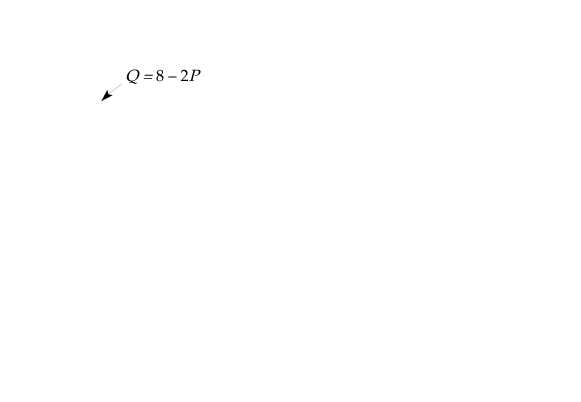 Q = 8 – 2P